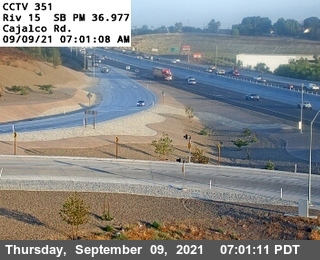 CCTV 351
Riv 15 SB PM 36.977
Cajalco Rd.
09/09/21 07:01:08 AM
Thursday, September 09, 2021 07:01:11 PDT